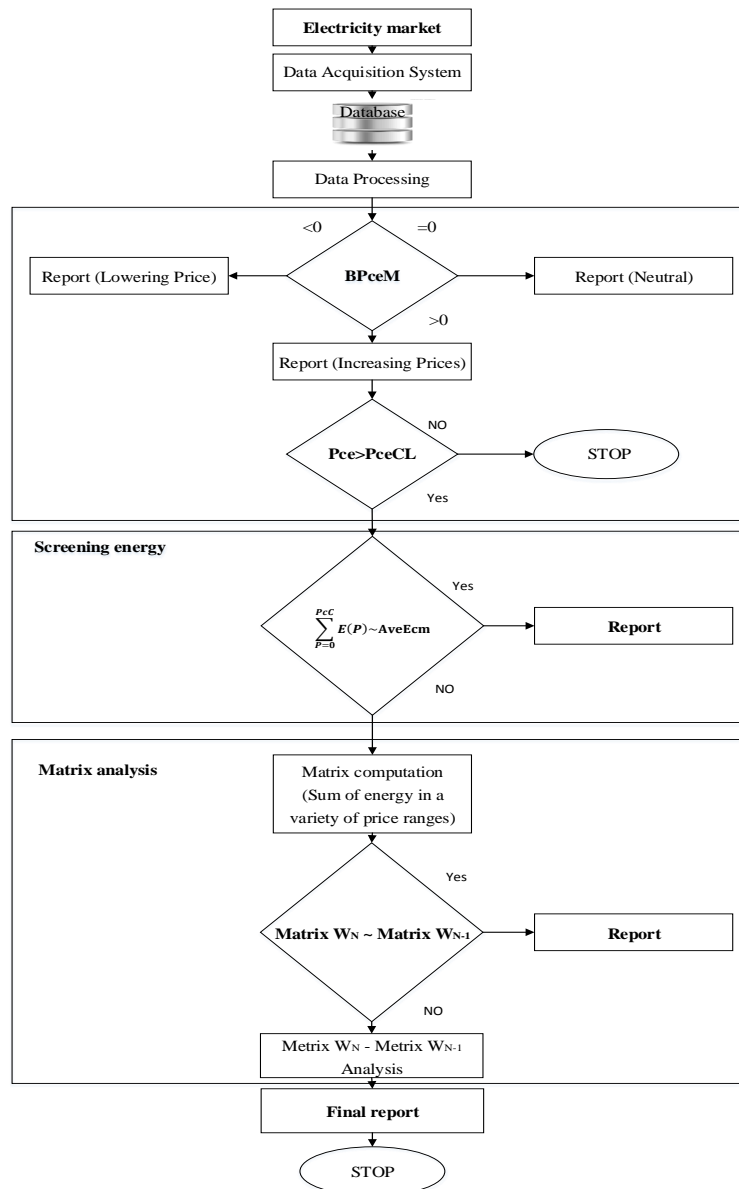 Electricity market
Data Acquisition System
Database
Data Processing
<0
=0
Report (Lowering Price)
BPceM
Report (Neutral)
>0
Report (Increasing Prices)
NO
Pce>PceCL
STOP
Yes
Screening energy
Yes
PcC
∑ E(P)~AveEcm
P=0
Report
NO
Matrix analysis
Matrix computation
(Sum of energy in a
variety of price ranges)
Yes
Matrix WN ~ Matrix WN-1
Report
NO
Metrix WN - Metrix WN-1
Analysis
Final report
STOP